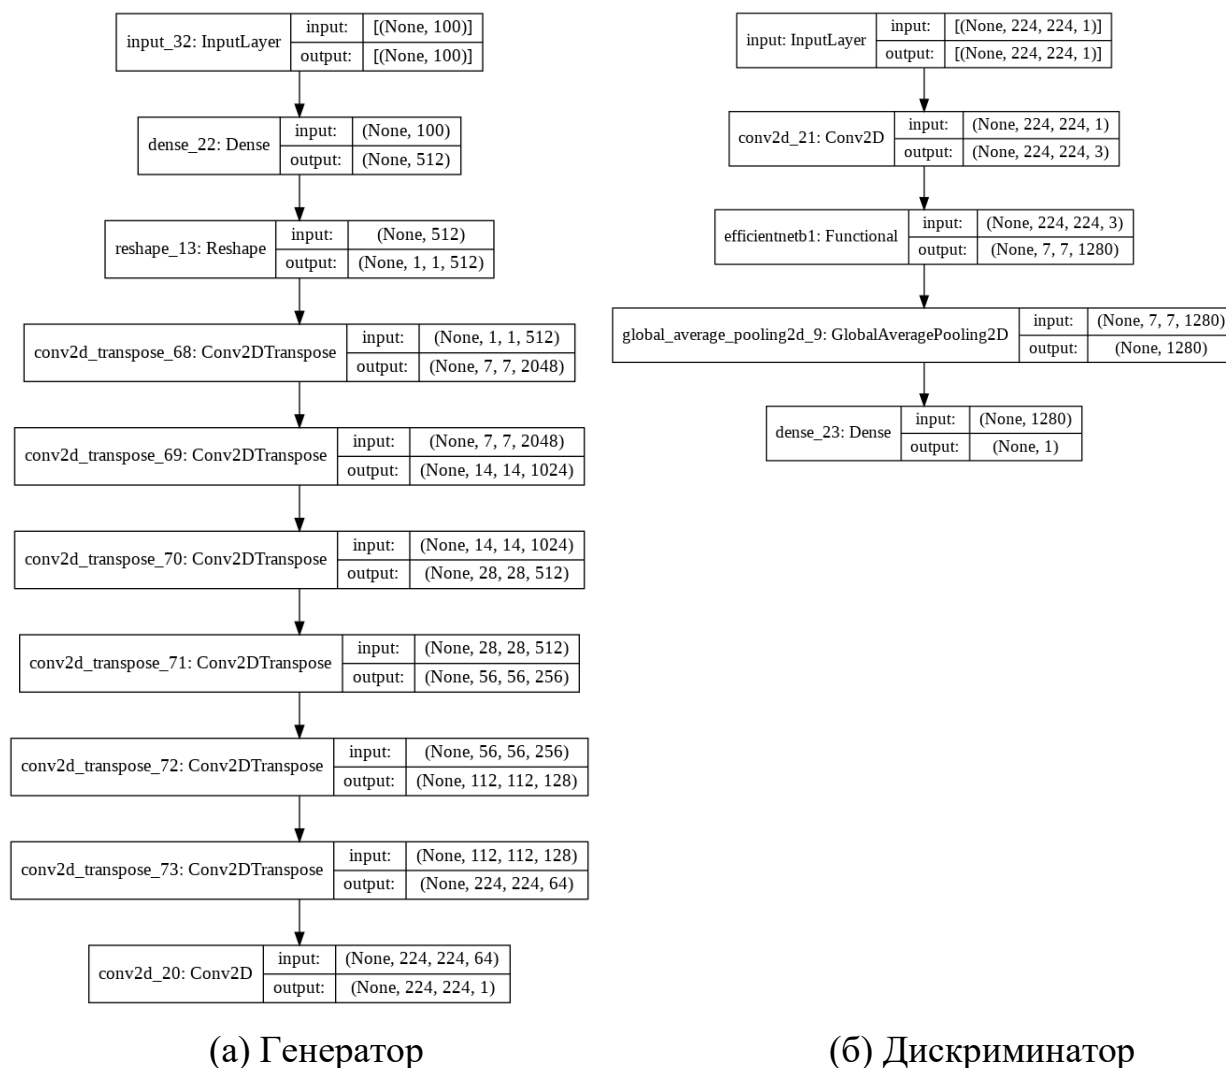 input_32: InputLayer
input: [(None, 100)]
output: [(None, 100)]
dense_22: Dense
input: (None, 100)
output: (None, 512)
reshape_13: Reshape
input: (None, 512)
output: (None, 1, 1, 512)
conv2d_transpose_68: Conv2DTranspose
input: (None, 1, 1, 512)
output: (None, 7, 7, 2048)
conv2d_transpose_69: Conv2DTranspose
input: (None, 7, 7, 2048)
output: (None, 14, 14, 1024)
conv2d_transpose_70: Conv2DTranspose
input: (None, 14, 14, 1024)
output: (None, 28, 28, 512)
conv2d_transpose_71: Conv2DTranspose
input: (None, 28, 28, 512)
output: (None, 56, 56, 256)
conv2d_transpose_72: Conv2DTranspose
input: (None, 56, 56, 256)
output: (None, 112, 112, 128)
conv2d_transpose_73: Conv2DTranspose
input: (None, 112, 112, 128)
output: (None, 224, 224, 64)
conv2d_20: Conv2D
input: (None, 224, 224, 64)
output: (None, 224, 224, 1)
(а) Генератор
input: InputLayer
input: [(None, 224, 224, 1)]
output: [(None, 224, 224, 1)]
conv2d_21: Conv2D
input: (None, 224, 224, 1)
output: (None, 224, 224, 3)
efficientnetb1: Functional
input: (None, 224, 224, 3)
output: (None, 7, 7, 1280)
global_average_pooling2d_9: GlobalAveragePooling2D
input: (None, 7, 7, 1280)
output: (None, 1280)
dense_23: Dense
input: (None, 1280)
output: (None, 1)
(б) Дискриминатор